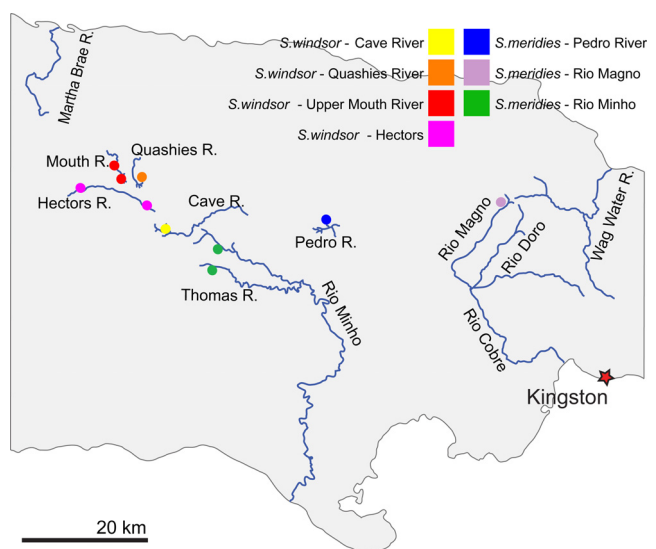 S.windsor - Cave River
S.windsor - Quashies River
S.windsor - Upper Mouth River
S.windsor - Hectors
S.meridies - Pedro River
S.meridies - Rio Magno
S.meridies - Rio Minho
Martha Brae R.
Mouth R.
Quashies R.
Hectors R.
Cave R.
Pedro R.
Thomas R.
Rio Minho
Rio Magno
Rio Doro
Wag Water R.
Rio Cobre
Kingston
20 km